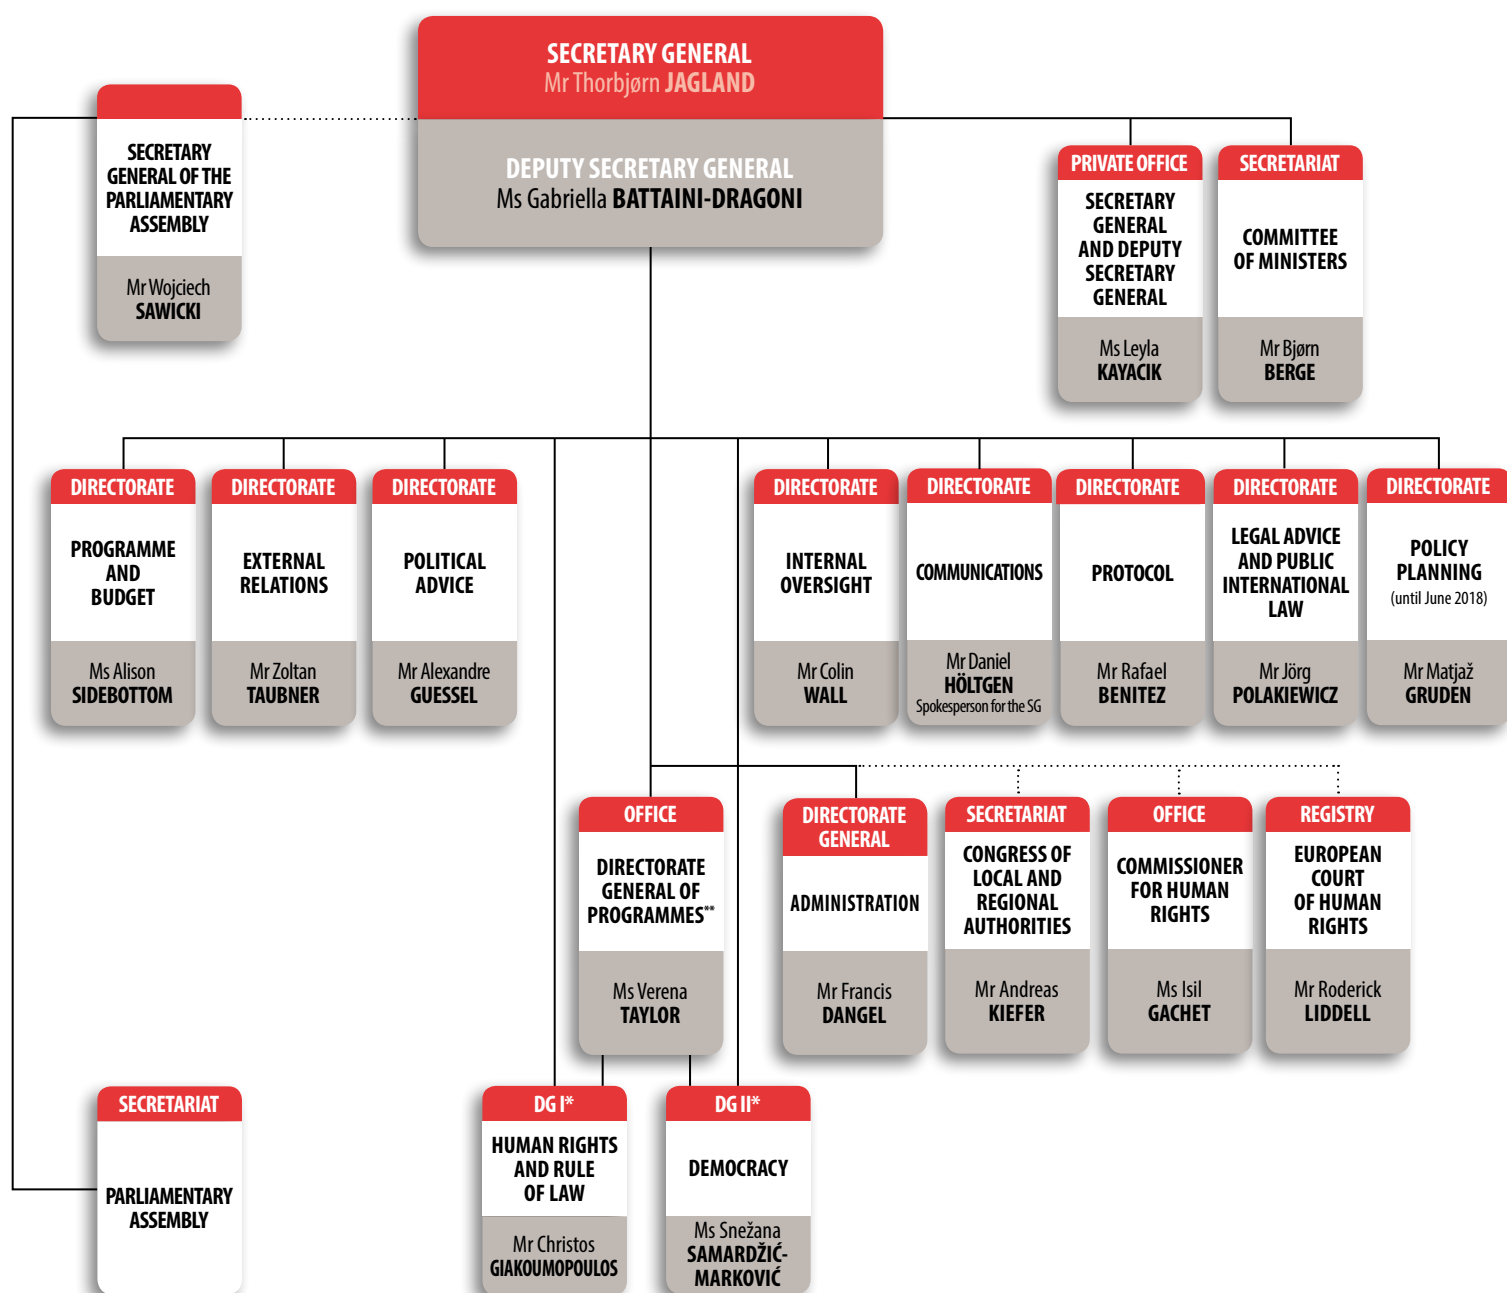 SECRETARY GENERAL
Mr Thorbjørn JAGLAND
DEPUTY SECRETARY GENERAL
Ms Gabriella BATTAINI-DRAGONI
SECRETARY
GENERAL OF THE
PARLIAMENTARY
ASSEMBLY
Mr Wojciech
SAWICKI
PRIVATE OFFICE
SECRETARY
GENERAL
AND DEPUTY
SECRETARY
GENERAL
Ms Leyla
KAYACIK
SECRETARIAT
COMMITTEE
OF MINISTERS
Mr Bjørn
BERGE
DIRECTORATE
PROGRAMME
AND
BUDGET
Ms Alison
SIDEBOTTOM
DIRECTORATE
EXTERNAL
RELATIONS
Mr Zoltan
TAUBNER
DIRECTORATE
POLITICAL
ADVICE
Mr Alexandre
GUESSEL
DIRECTORATE
INTERNAL
OVERSIGHT
Mr Colin
WALL
DIRECTORATE
COMMUNICATIONS
Mr Daniel
HÖLTGEN
Spokesperson for the SG
DIRECTORATE
PROTOCOL
Mr Rafael
BENITEZ
DIRECTORATE
LEGAL ADVICE
AND PUBLIC
INTERNATIONAL
LAW
Mr Jörg
POLAKIEWICZ
DIRECTORATE
POLICY
PLANNING
(until June 2018)
Mr Matjaž
GRUDEN
OFFICE
DIRECTORATE
GENERAL OF
PROGRAMMES**
Ms Verena
TAYLOR
DIRECTORATE
GENERAL
ADMINISTRATION
Mr Francis
DANGEL
SECRETARIAT
CONGRESS OF
LOCAL AND
REGIONAL
AUTHORITIES
Mr Andreas
KIEFER
OFFICE
COMMISSIONER
FOR HUMAN
RIGHTS
Ms Isil
GACHET
REGISTRY
EUROPEAN
COURT
OF HUMAN
RIGHTS
Mr Roderick
LIDDELL
SECRETARIAT
PARLIAMENTARY
ASSEMBLY
DG I*
HUMAN RIGHTS
AND RULE
OF LAW
Mr Christos
GIAKOUMOPOULOS
DG II*
DEMOCRACY
Ms Snežana
SAMARDŽIĆ-
MARKOVIĆ